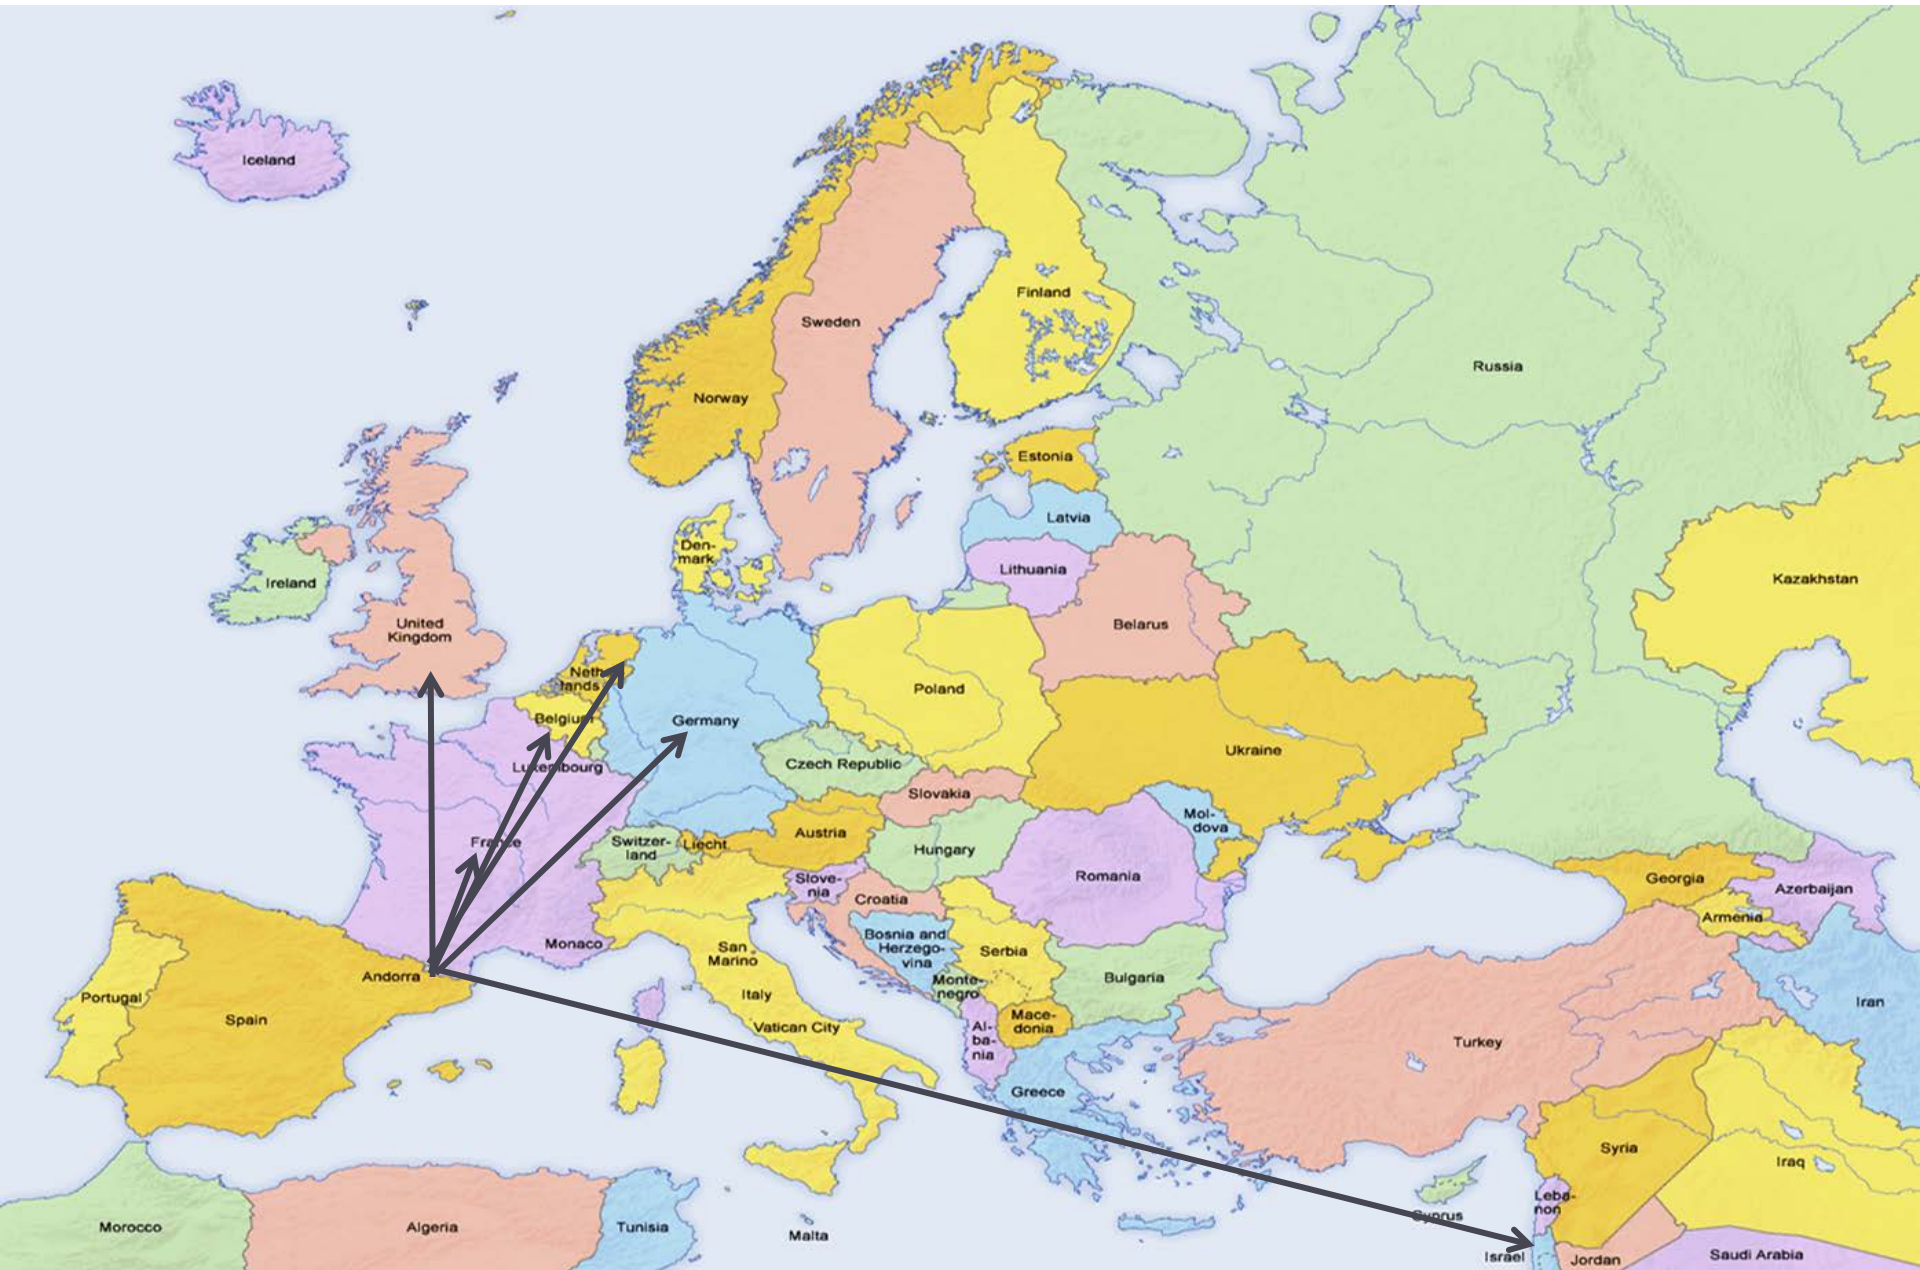 Iceland
Finland
Sweden
Russia
Norway
Estonia
Latvia
Den-
mark
Lithuania
Ireland
Kazakhstan
United
Kingdom
Belarus
Neth
lands
Poland
Belgium
Germany
Ukraine
Czech Republic
Luxembourg
Slovakia
Mol-
dova
France
Switzer-
land
Liecht
Austria
Hungary
Romania
Georgia
Slove-
nia
Croatia
Azerbaijan
Armenia
Bosnia and
Herzego-
vina
Monaco
San
Marino
Serbia
Andorra
Bulgaria
Monte-
negro
Portugal
Italy
Iran
Spain
Mace-
donia
Vatican City
Al-
ba-
nia
Turkey
Greece
Syria
Iraq
Leba-
non
Cyprus
Morocco
Algeria
Tunisia
Malta
Israel
Jordan
Saudi Arabia